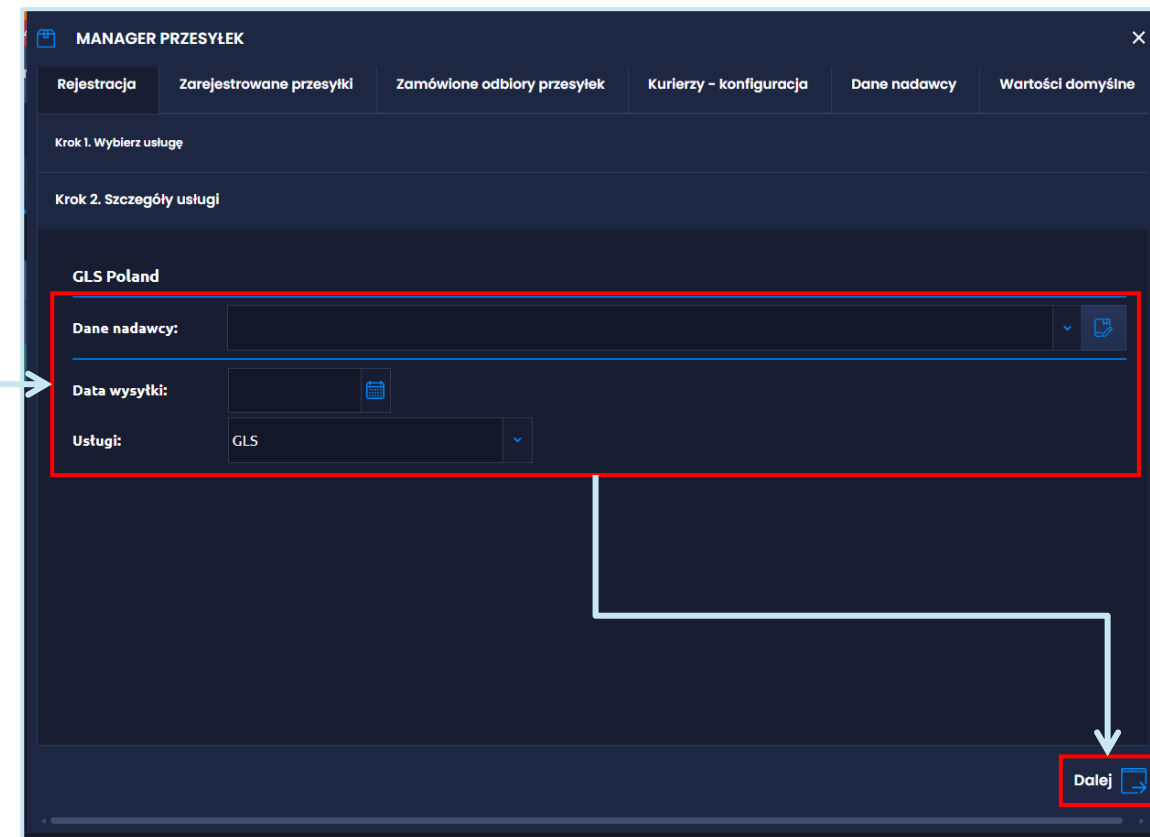 MANAGER PRZESYŁEK
Rejestracja Zarejestrowane przesyłki Zamówione odbiory przesyłek Kurierzy - konfiguracja Dane nadawcy Wartości domyślne
Krok 1. Wybierz usługę
Krok 2. Szczegóły usługi
GLS Poland
Dane nadawcy:
Data wysyłki:
Usługi: GLS
Dalej